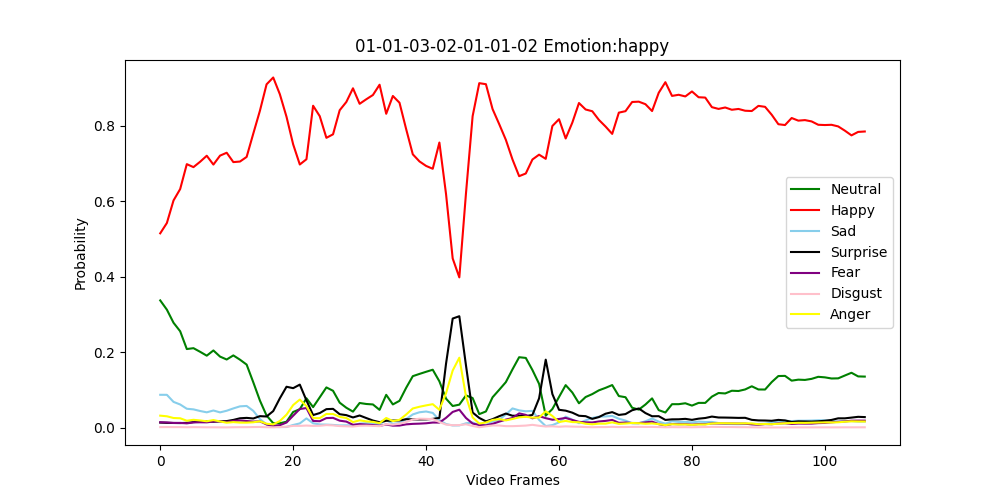 01-01-03-02-01-01-02 Emotion:happy
Probability
0.8
0.6
0.4
0.2
0.0
Neutral
Happy
Sad
Surprise
Fear
Disgust
Anger
0 20 40 60 80 100
Video Frames